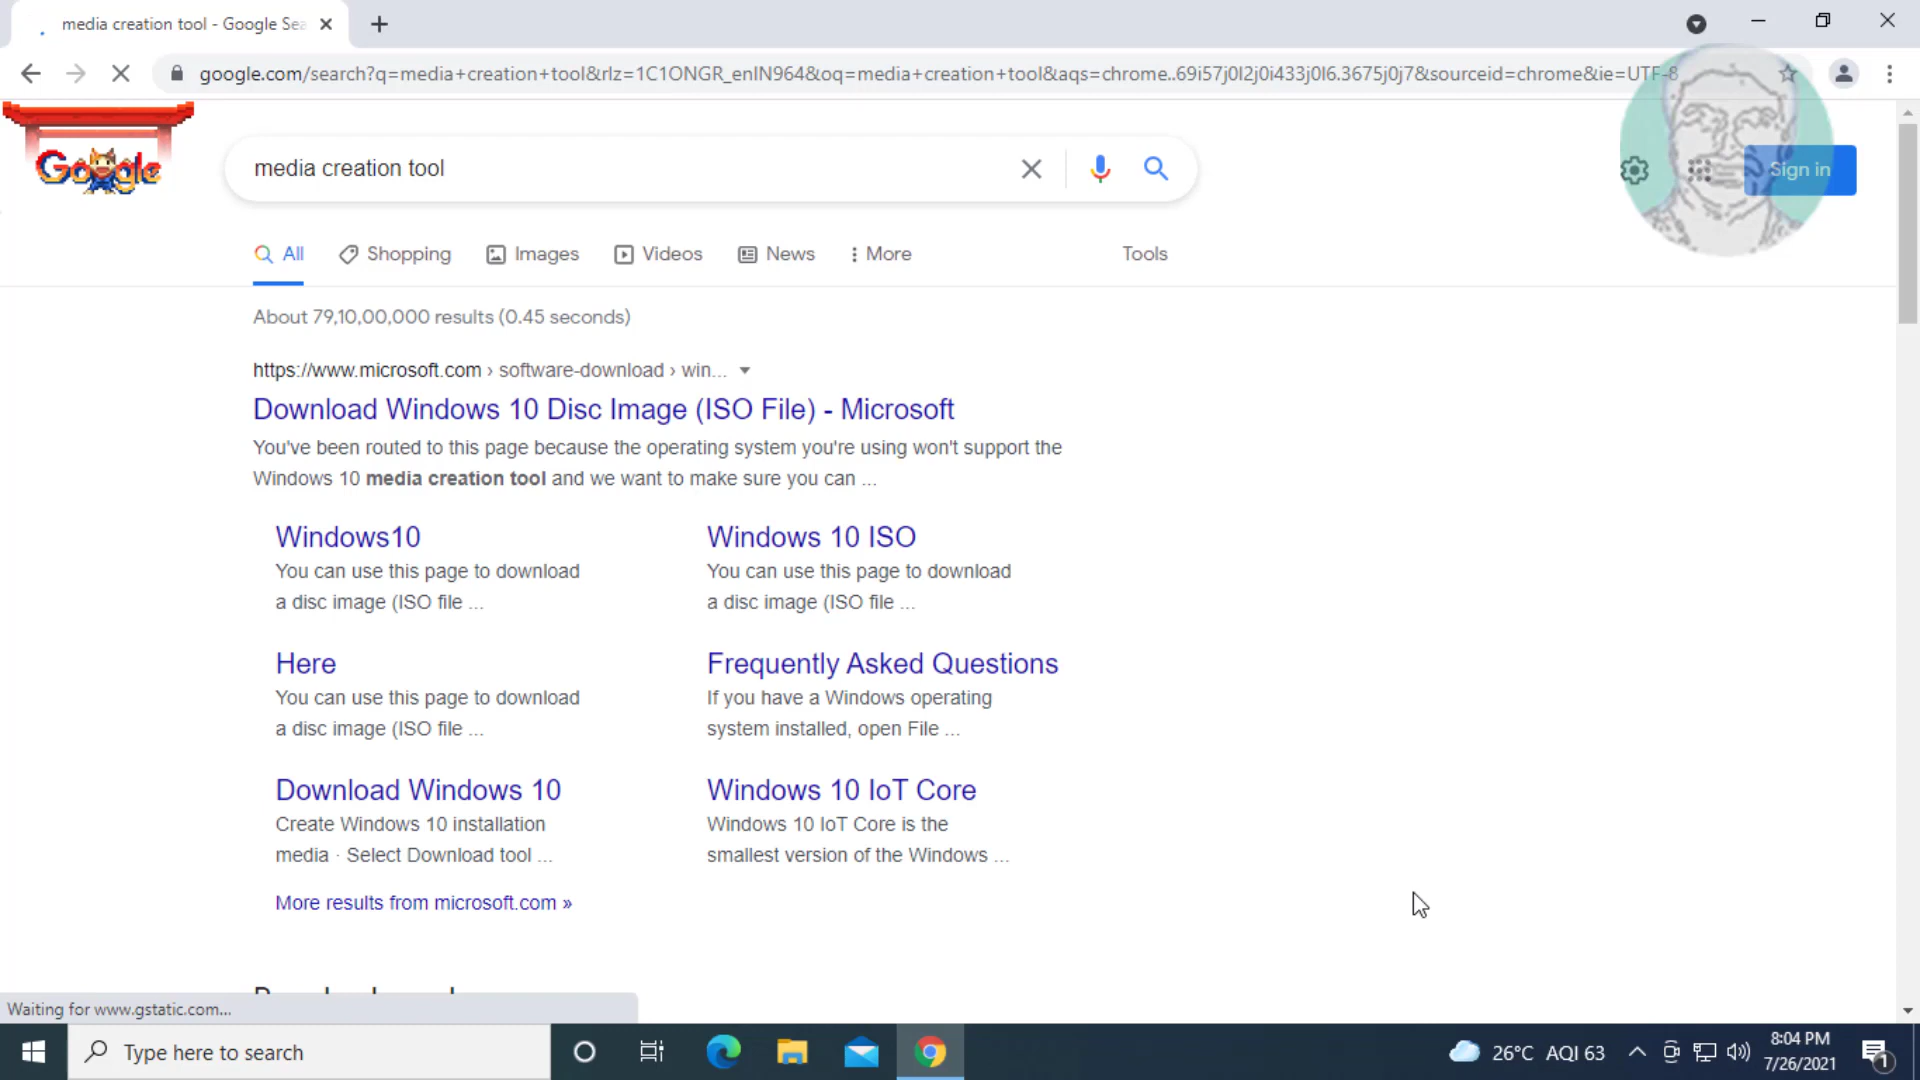 media creation tool - Google Sea
google.com/search?q=media+creation+tool&rlz=1C1ONGR_enIN964&oq=media+creation+tool&aqs=chrome..69i57j0l2j0i433j0l6.3675j0j7&sourceid=chrome&ie=UTF-8
Google
media creation tool
Sign in
All
Shopping
Images
Videos
News
More
Tools
About 79,10,00,000 results (0.45 seconds)
https://www.microsoft.com › software-download › win...
Download Windows 10 Disc Image (ISO File) - Microsoft
You've been routed to this page because the operating system you're using won't support the
Windows 10 media creation tool and we want to make sure you can ...
Windows10
You can use this page to download
a disc image (ISO file ...
Windows 10 ISO
You can use this page to download
a disc image (ISO file ...
Here
You can use this page to download
a disc image (ISO file ...
Frequently Asked Questions
If you have a Windows operating
system installed, open File ...
Download Windows 10
Create Windows 10 installation
media · Select Download tool ...
Windows 10 IoT Core
Windows 10 IoT Core is the
smallest version of the Windows ...
More results from microsoft.com »
Waiting for www.gstatic.com...
Type here to search
26°C AQI 63
8:04 PM
7/26/2021
1